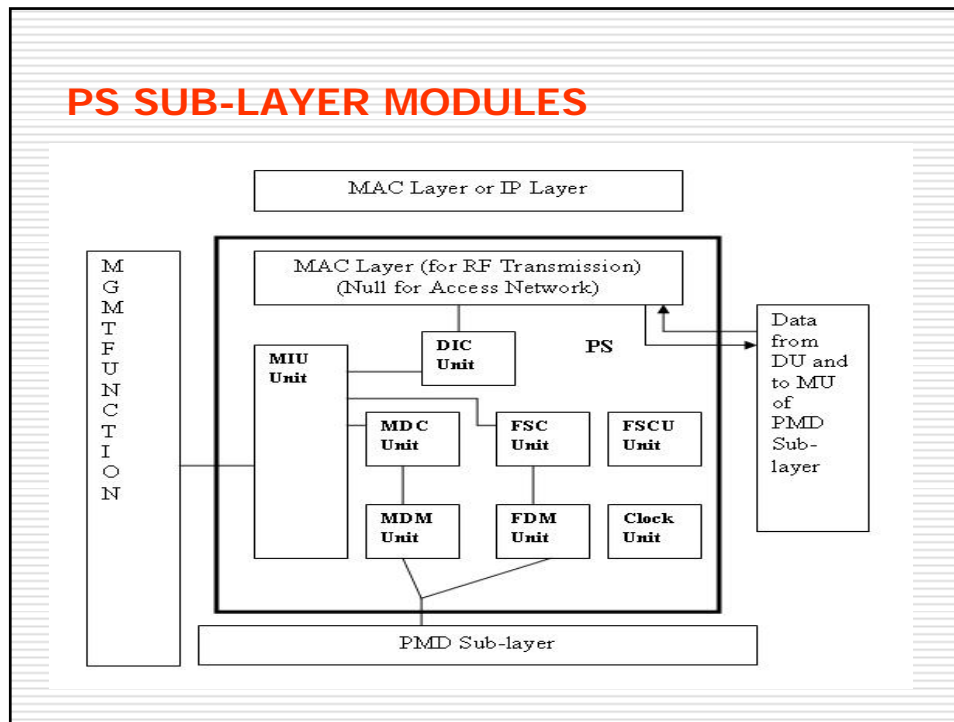 PS SUB-LAYER MODULES
MAC Layer or IP Layer
M
G
M
T
F
U
N
C
T
I
O
N
MAC Layer (for RF Transmission)
(Null for Access Network)
DIC
Unit
PS
MIU
Unit
MDC
Unit
FSC
Unit
FSCU
Unit
MDM
Unit
FDM
Unit
Clock
Unit
Data
from
DU and
to MU
of
PMD
Sub-
layer
PMD Sub-layer